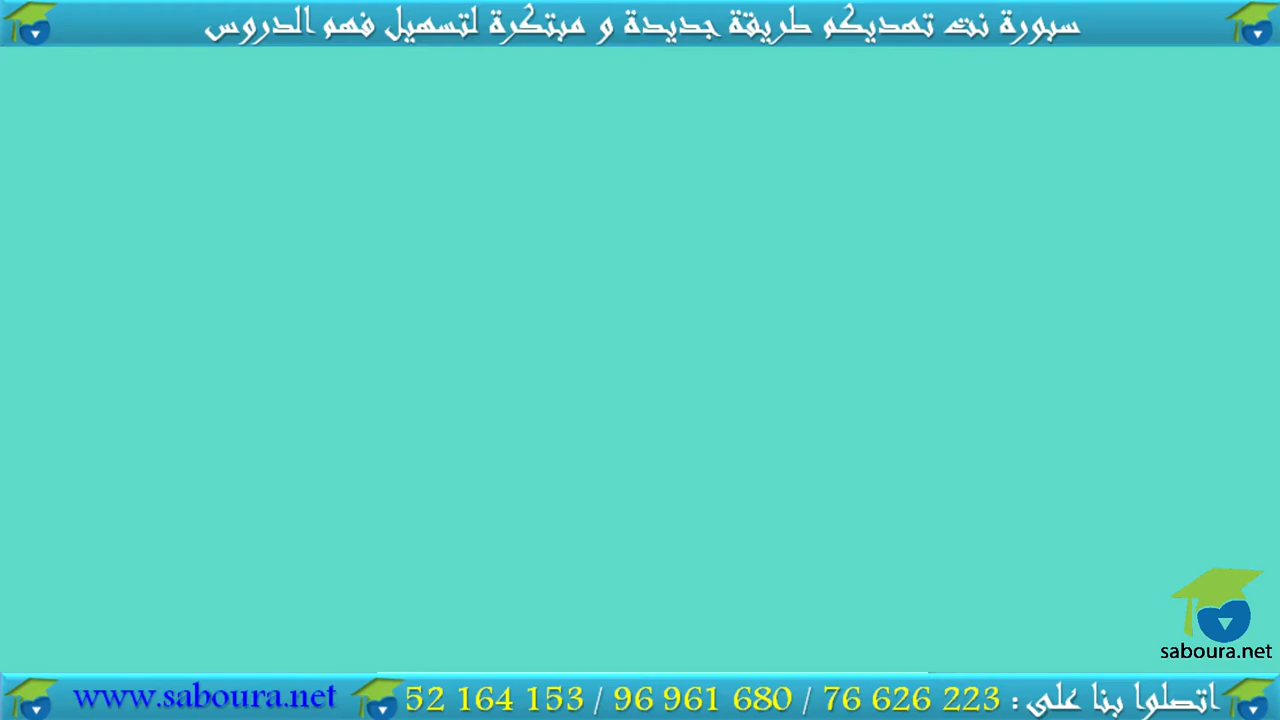 سبورة نت تهديكم طريقة جديدة و مبتكرة لتسهيل فهم الدروس
saboura.net
www.saboura.net 52 164 153 / 96 961 680 / 76 626 223 اتصلوا بنا على :